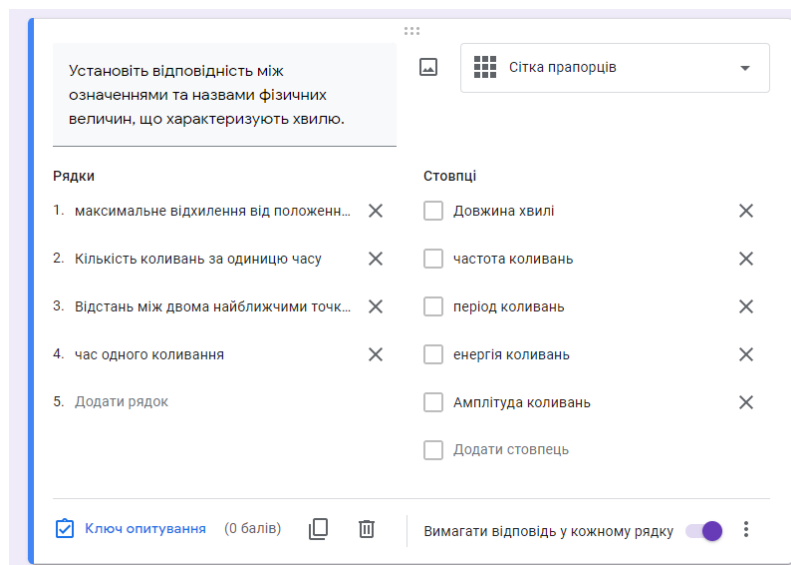 Установіть відповідність між
означеннями та назвами фізичних
величин, що характеризують хвилю.
Сітка прапорців
Рядки
Стовпці
1. максимальне відхилення від положенн...
Довжина хвилі
2. Кількість коливань за одиницю часу
частота коливань
3. Відстань між двома найближчими точк...
період коливань
4. час одного коливання
енергія коливань
5. Додати рядок
Амплітуда коливань
Додати стовпець
Ключ опитування (0 балів)
Вимагати відповідь у кожному рядку